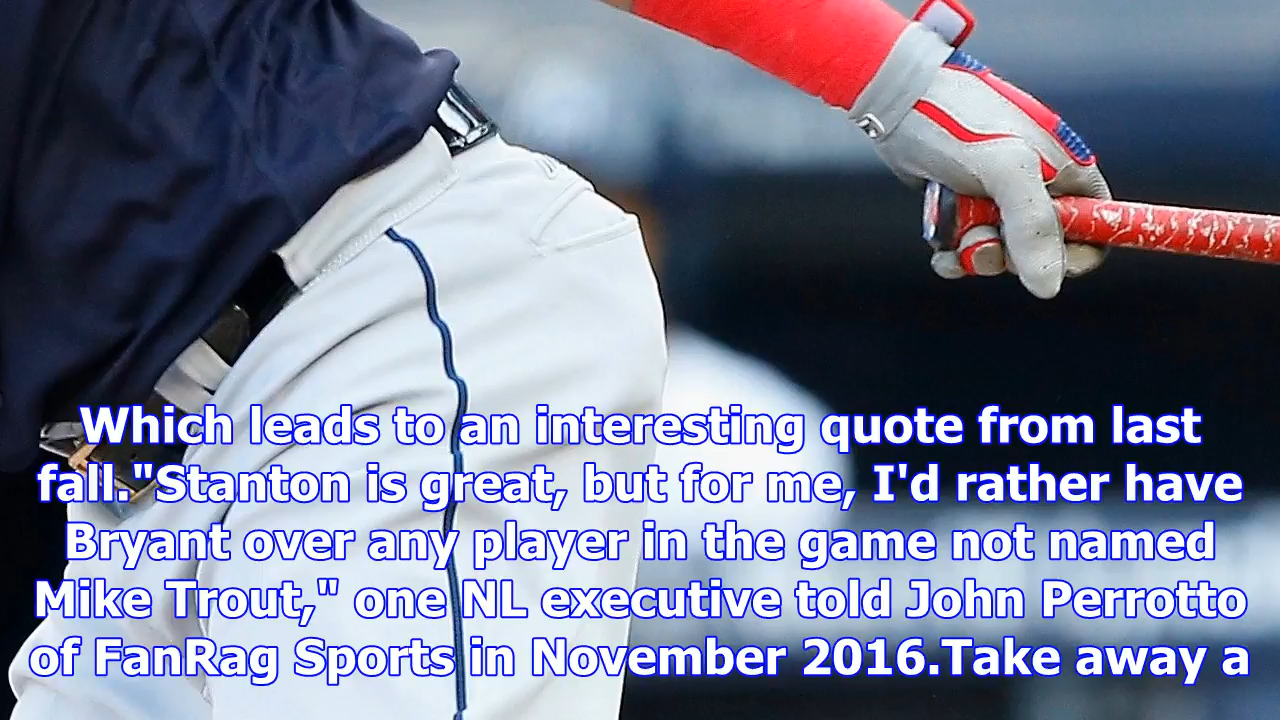 Which leads to an interesting quote from last
fall."Stanton is great, but for me, I'd rather have
Bryant over any player in the game not named
Mike Trout," one NL executive told John Perrotto
of FanRag Sports in November 2016.Take away a